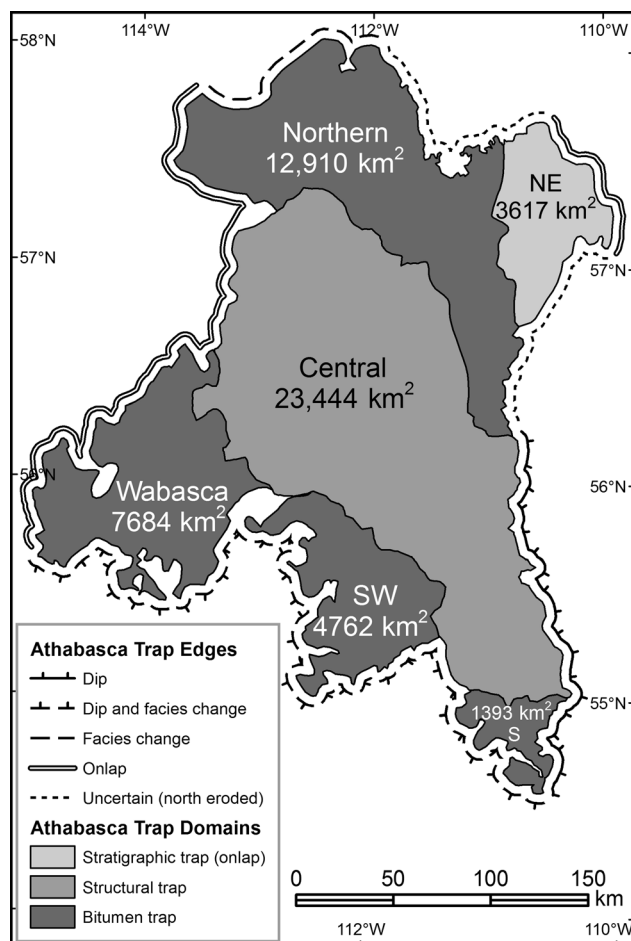 114°W 112°W 110°W
58°N
57°N
57°N
56°N
56°N
55°N
Northern
12,910 km²
NE
3617 km²
Central
23,444 km²
Wabasca
7684 km²
SW
4762 km²
1393 km²
S
Athabasca Trap Edges
Dip
Dip and facies change
Facies change
Onlap
Uncertain (north eroded)
Athabasca Trap Domains
Stratigraphic trap (onlap)
Structural trap
Bitumen trap
0 50 100 150
km
112°W 110°W